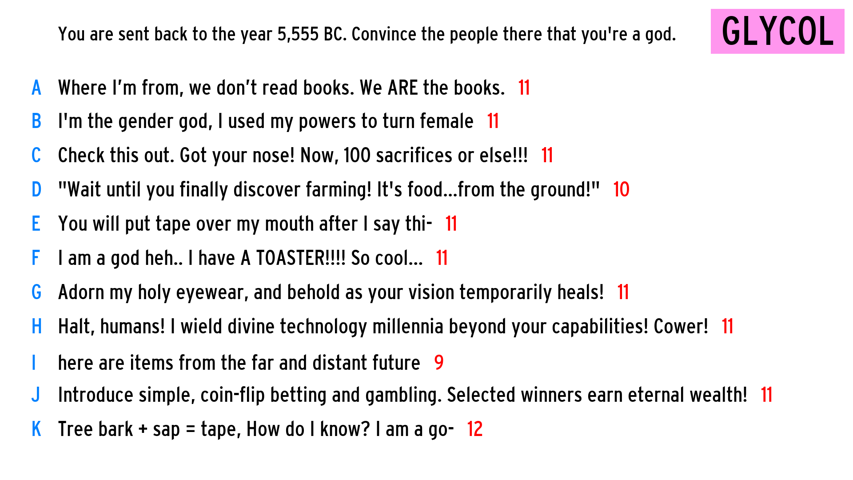 You are sent back to the year 5,555 BC. Convince the people there that you're a god.
GLYCOL
A Where I’m from, we don’t read books. We ARE the books. 11
B I'm the gender god, I used my powers to turn female 11
C Check this out. Got your nose! Now, 100 sacrifices or else!!! 11
D "Wait until you finally discover farming! It's food...from the ground!" 10
E You will put tape over my mouth after I say thi- 11
F I am a god heh.. I have A TOASTER!!!! So cool... 11
G Adorn my holy eyewear, and behold as your vision temporarily heals! 11
H Halt, humans! I wield divine technology millennia beyond your capabilities! Cower! 11
I here are items from the far and distant future 9
J Introduce simple, coin-flip betting and gambling. Selected winners earn eternal wealth! 11
K Tree bark + sap = tape, How do I know? I am a go- 12